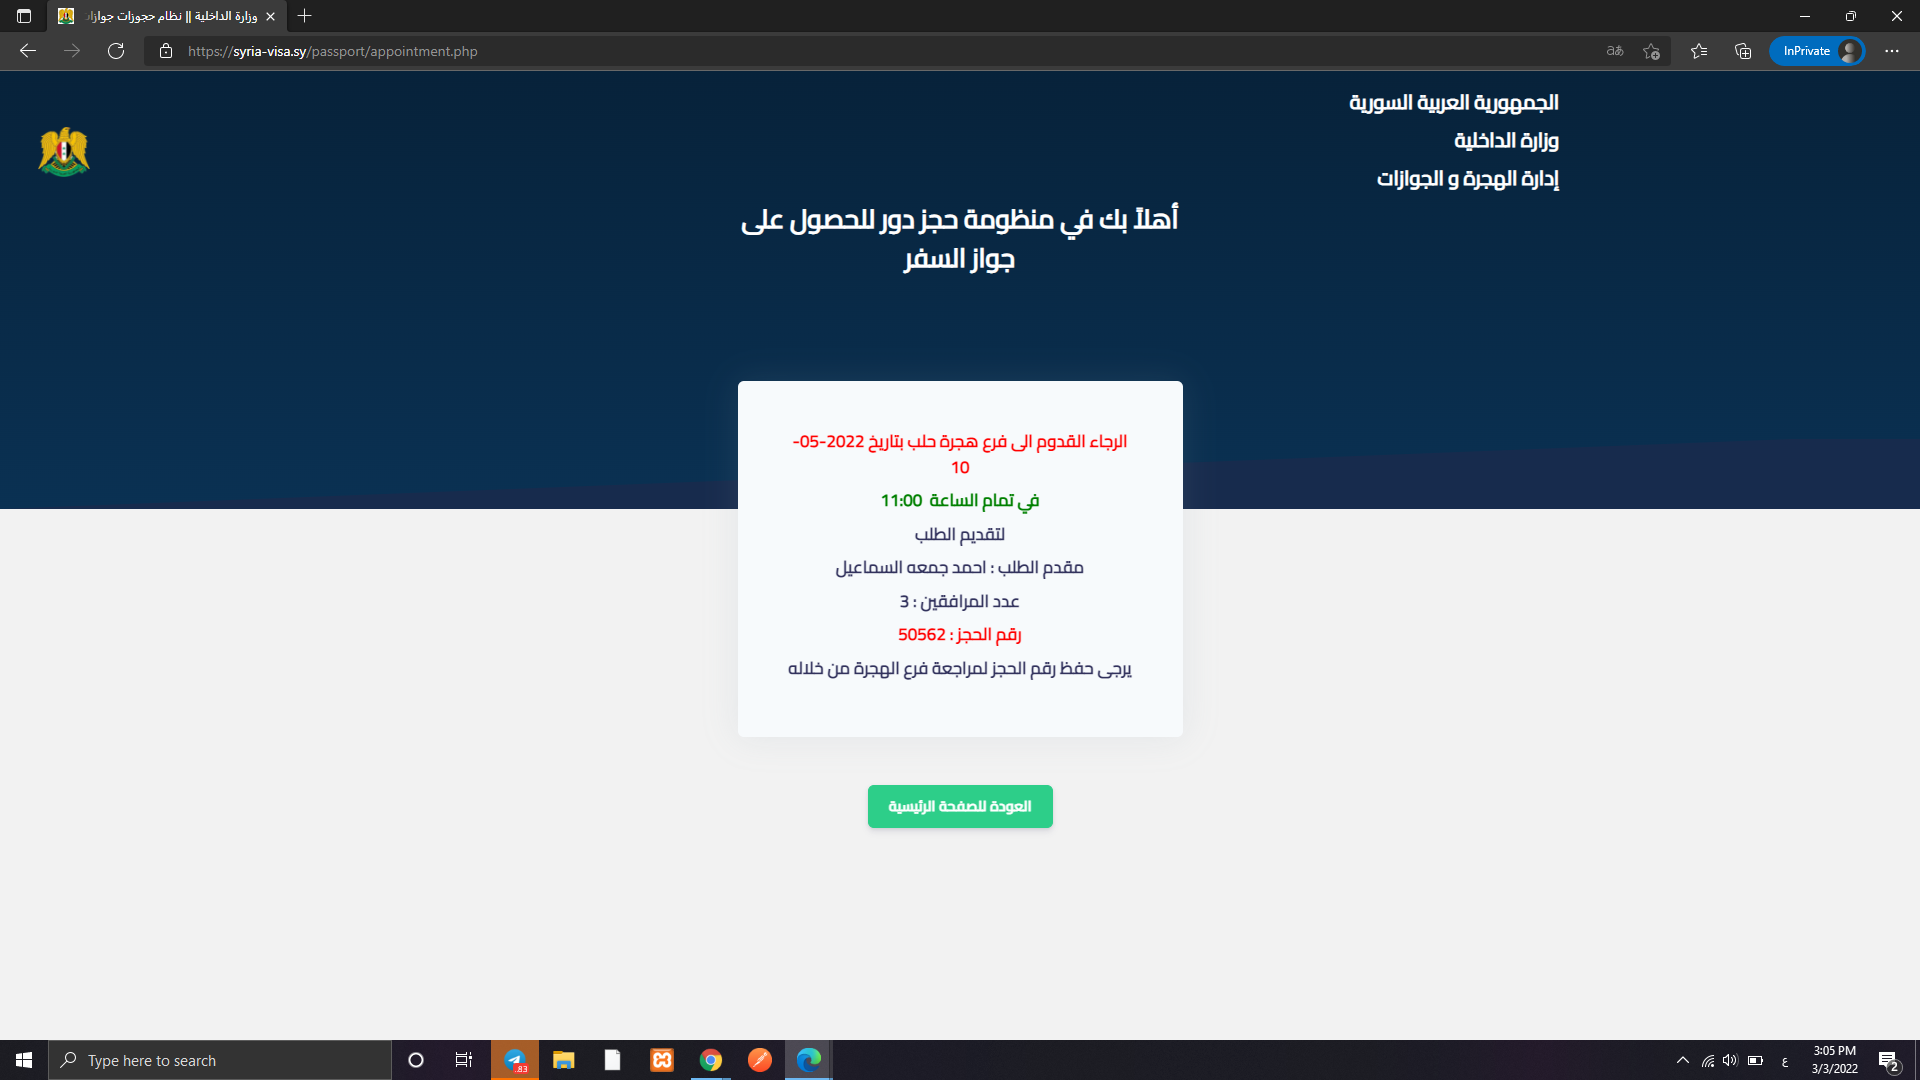 وزارة الداخلية || نظام حجوزات جوازات
https://syria-visa.sy/passport/appointment.php
InPrivate
الجمهورية العربية السورية
وزارة الداخلية
إدارة الهجرة و الجوازات
أهلاً بك في منظومة حجز دور للحصول على
جواز السفر
الرجاء القدوم الى فرع هجرة حلب بتاريخ 2022-05-
10
في تمام الساعة 11:00
لتقديم الطلب
مقدم الطلب : احمد جمعه السماعيل
عدد المرافقين : 3
رقم الحجز : 50562
يرجى حفظ رقم الحجز لمراجعة فرع الهجرة من خلاله
العودة للصفحة الرئيسية
Type here to search
.83
ع
3:05 PM
3/3/2022
2